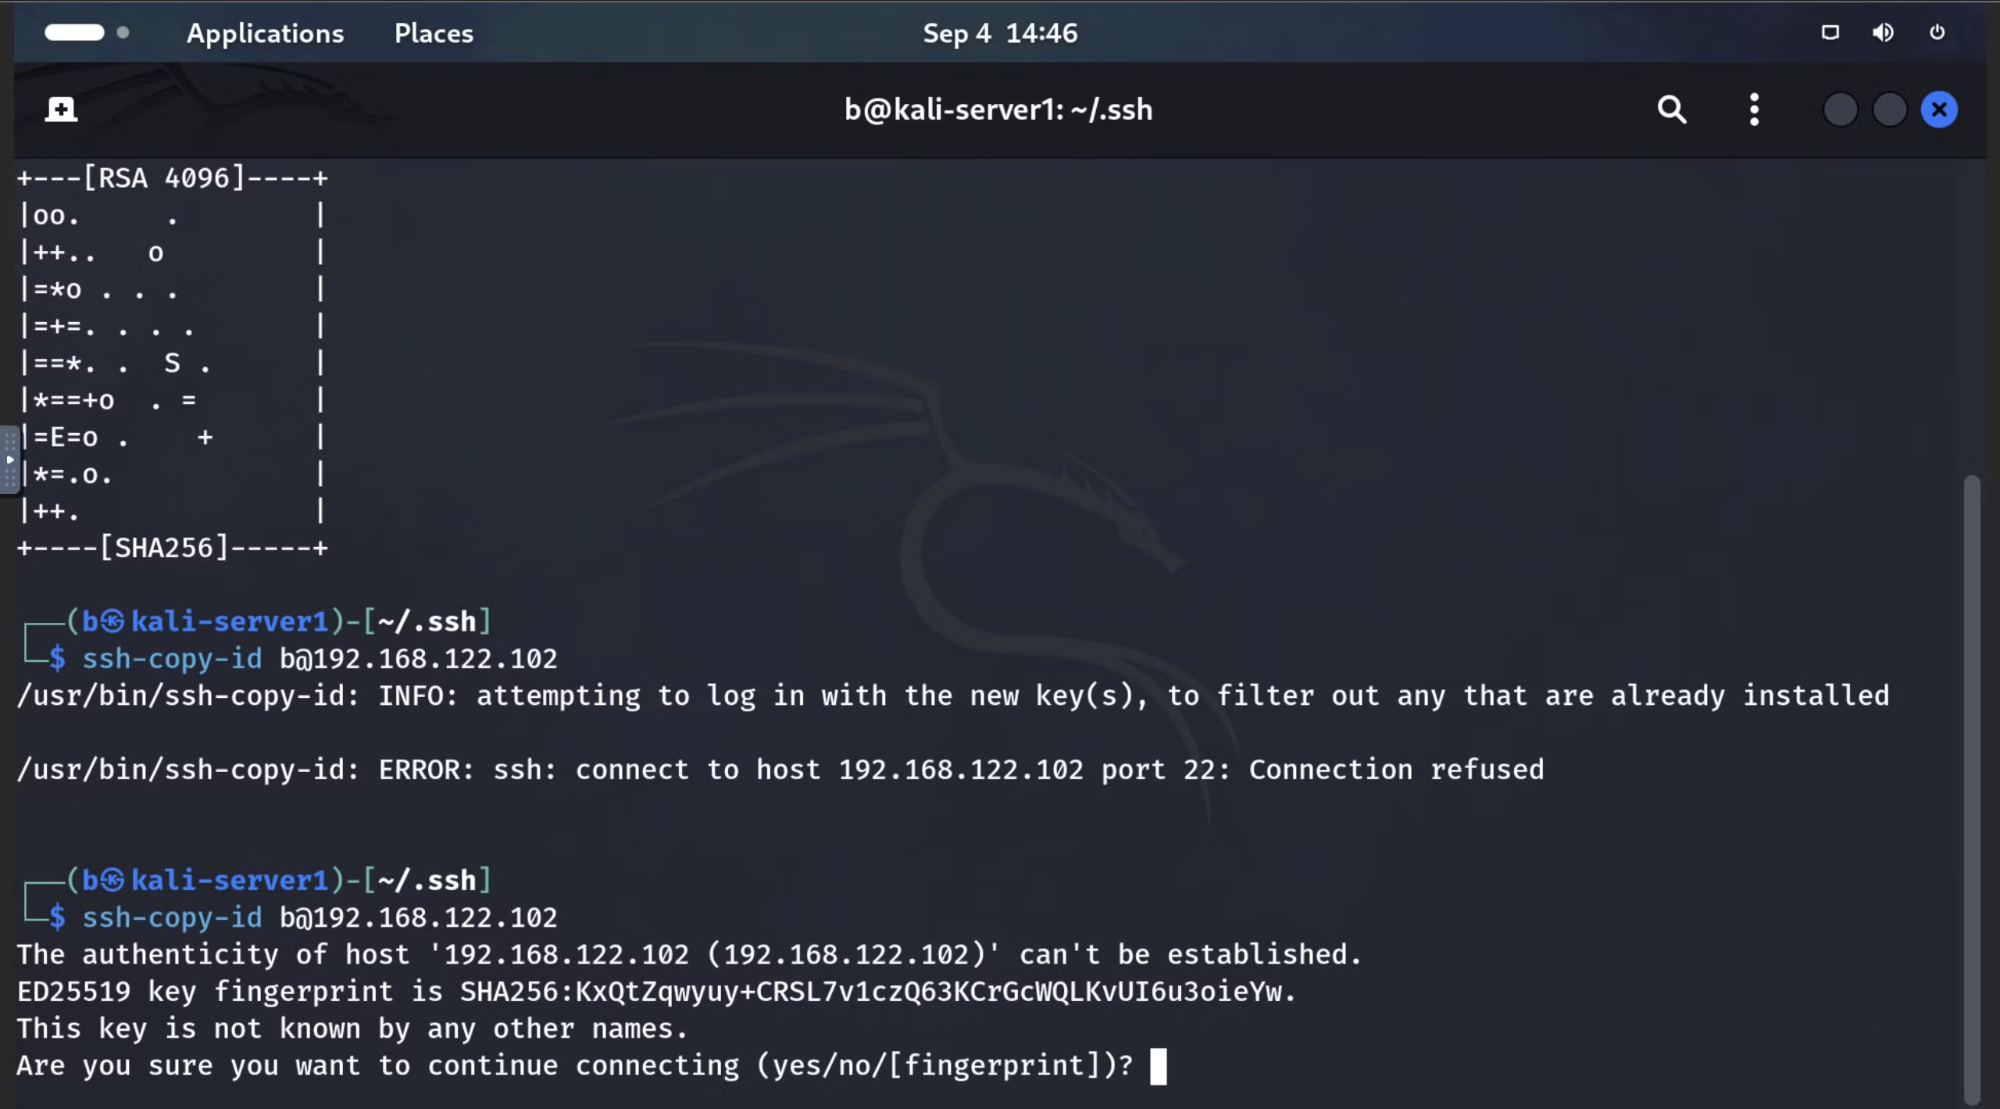 Applications Places Sep 4 14:46
b@kali-server1: ~/.ssh
+---[RSA 4096]----+
|oo.     .        |
|++..   o         |
|=*o . . .        |
|=+=. . . .       |
|==*. .  S .      |
|*==+o  . =       |
|=E=o .    +      |
|*=.o.            |
|++.              |
+----[SHA256]-----+
┌──(b㉿kali-server1)-[~/.ssh]
└─$ ssh-copy-id b@192.168.122.102
/usr/bin/ssh-copy-id: INFO: attempting to log in with the new key(s), to filter out any that are already installed
/usr/bin/ssh-copy-id: ERROR: ssh: connect to host 192.168.122.102 port 22: Connection refused
┌──(b㉿kali-server1)-[~/.ssh]
└─$ ssh-copy-id b@192.168.122.102
The authenticity of host '192.168.122.102 (192.168.122.102)' can't be established.
ED25519 key fingerprint is SHA256:KxQtZqwyuy+CRSL7v1czQ63KCrGcWQLKvUI6u3oieYw.
This key is not known by any other names.
Are you sure you want to continue connecting (yes/no/[fingerprint])?